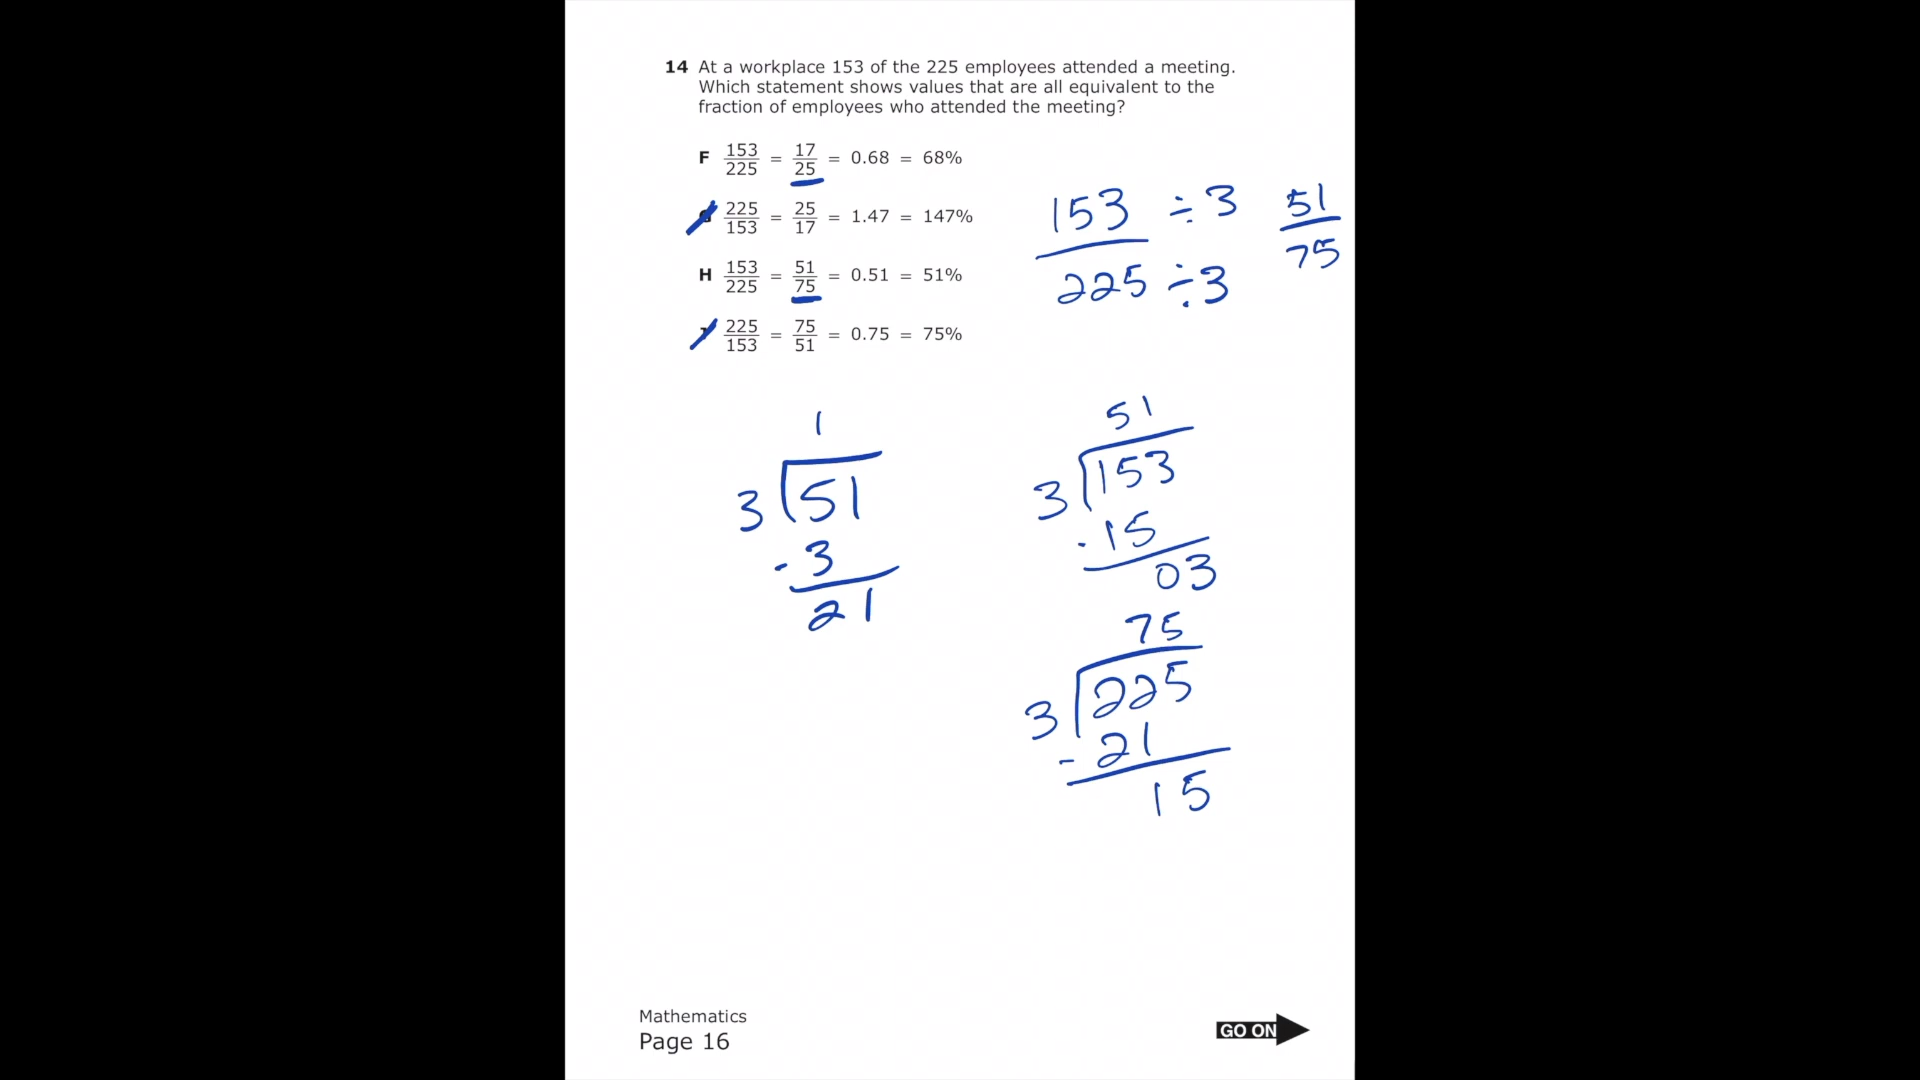 14 At a workplace 153 of the 225 employees attended a meeting.
Which statement shows values that are all equivalent to the
fraction of employees who attended the meeting?
F 153/225 = 17/25 = 0.68 = 68%
225/153 = 25/17 = 1.47 = 147%
H 153/225 = 51/75 = 0.51 = 51%
225/153 = 75/51 = 0.75 = 75%
153 ÷3 51
225 ÷3 75
1
3 51
- 3
21
51
3 153
- 15
03
75
3 225
- 21
15
Mathematics
Page 16
GO ON